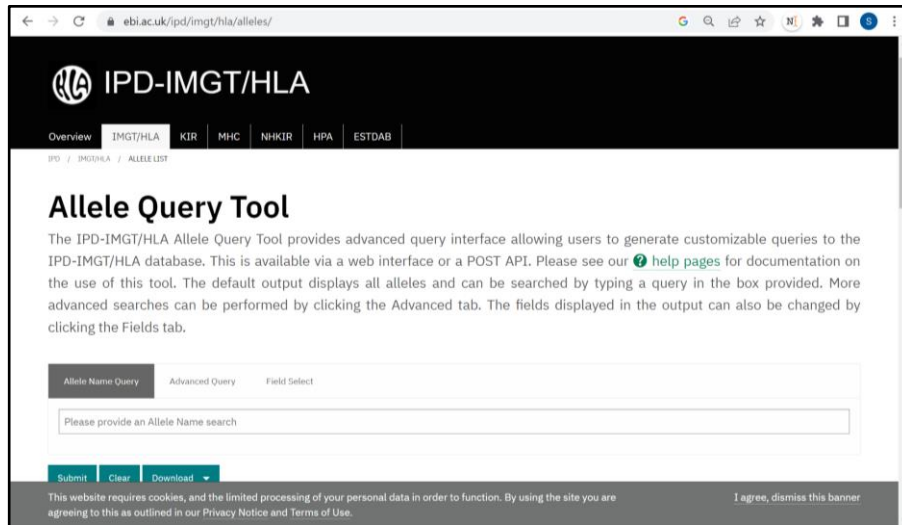 ebi.ac.uk/ipd/imgt/hla/alleles/
HLA IPD-IMGT/HLA
Overview IMGT/HLA KIR MHC NHKIR HPA ESTDAB
IPD / IMGT/HLA / ALLELE LIST
Allele Query Tool
The IPD-IMGT/HLA Allele Query Tool provides advanced query interface allowing users to generate customizable queries to the
IPD-IMGT/HLA database. This is available via a web interface or a POST API. Please see our ? help pages for documentation on
the use of this tool. The default output displays all alleles and can be searched by typing a query in the box provided. More
advanced searches can be performed by clicking the Advanced tab. The fields displayed in the output can also be changed by
clicking the Fields tab.
Allele Name Query Advanced Query Field Select
Please provide an Allele Name search
Submit Clear Download
This website requires cookies, and the limited processing of your personal data in order to function. By using the site you are I agree, dismiss this banner
agreeing to this as outlined in our Privacy Notice and Terms of Use.